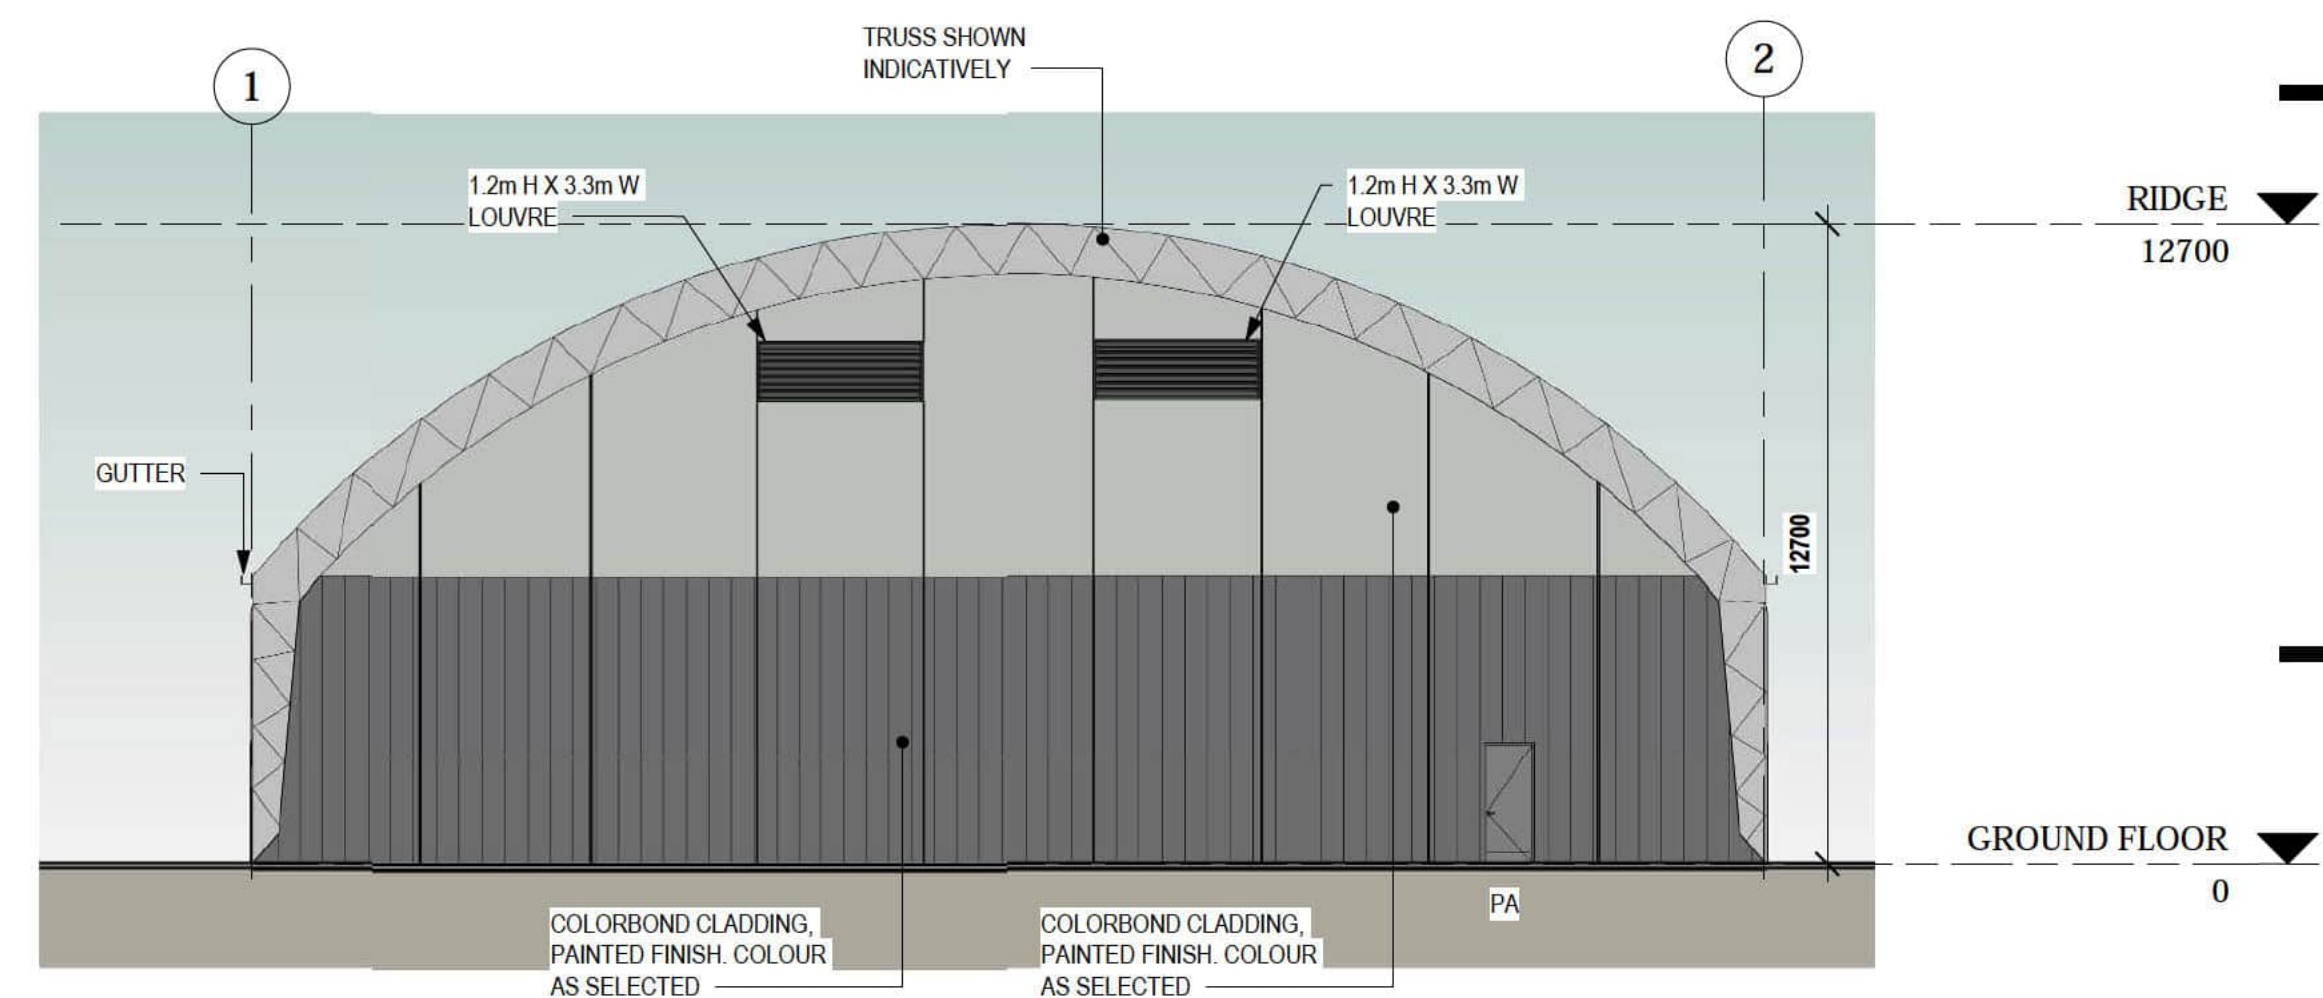 TRUSS SHOWN
INDICATIVELY
1
2
1.2m H X 3.3m W
LOUVRE
1.2m H X 3.3m W
LOUVRE
RIDGE
12700
GUTTER
12700
GROUND FLOOR
0
PA
COLORBOND CLADDING,
PAINTED FINISH. COLOUR
AS SELECTED
COLORBOND CLADDING,
PAINTED FINISH. COLOUR
AS SELECTED